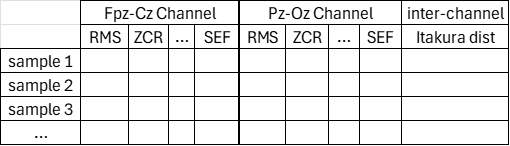 Fpz-Cz Channel Pz-Oz Channel inter-channel
RMS ZCR ... SEF RMS ZCR ... SEF Itakura dist
sample 1
sample 2
sample 3
...